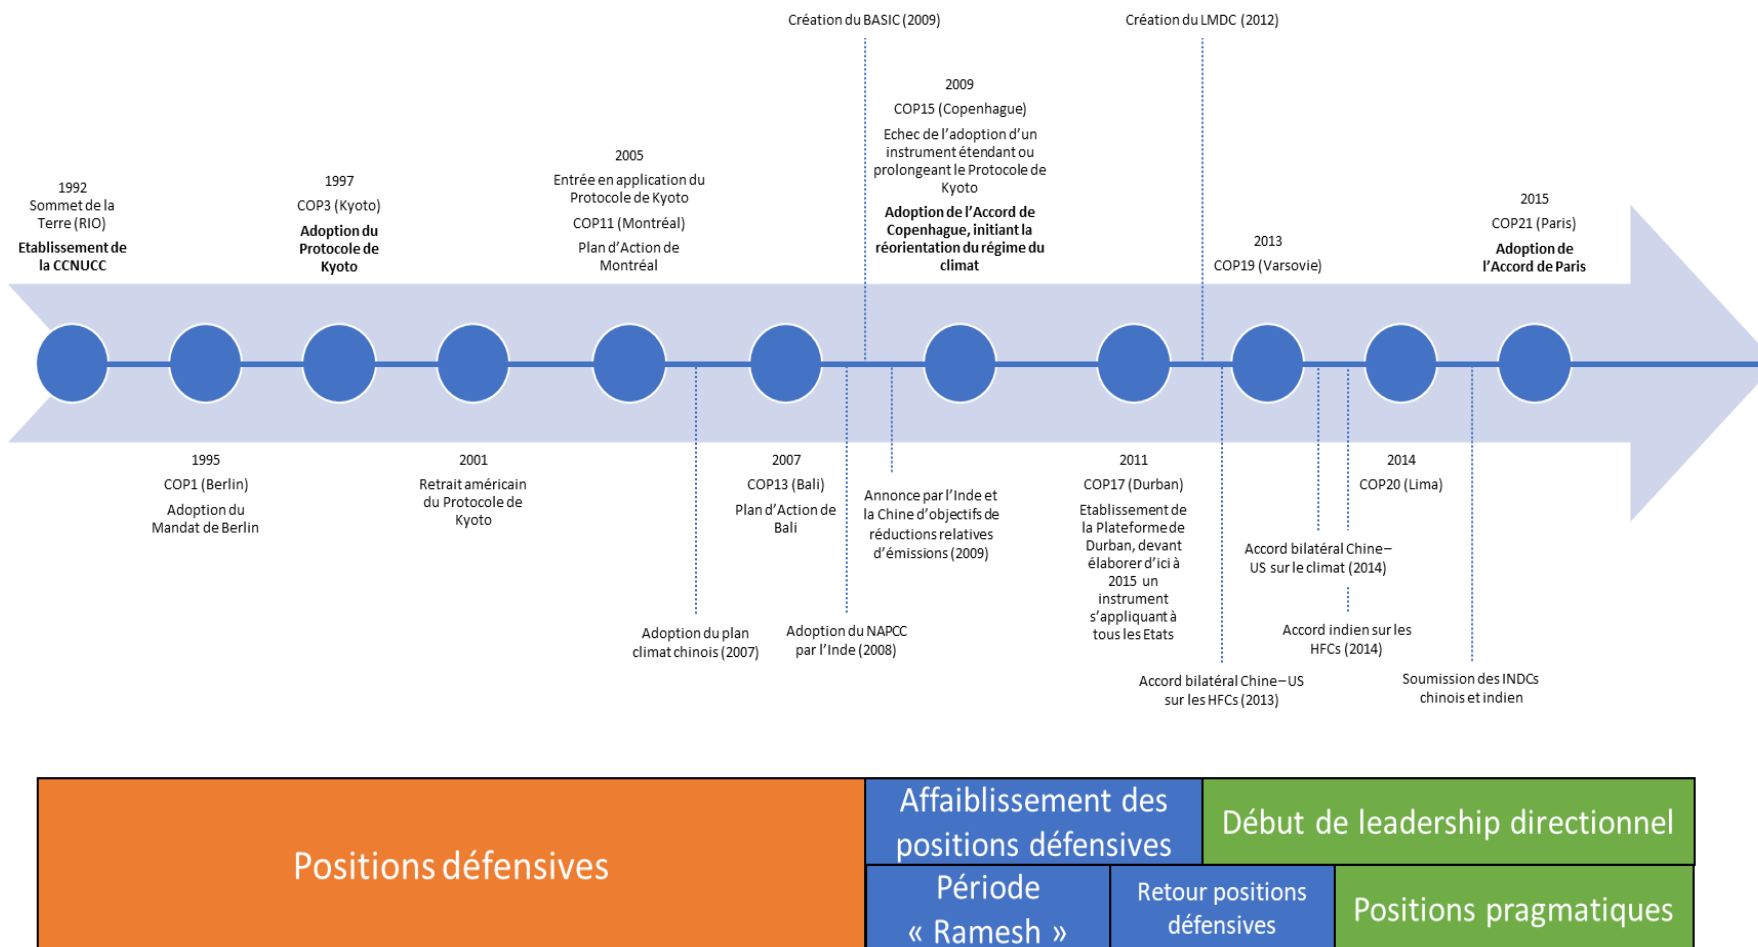 Création du BASIC (2009)
Création du LMDC (2012)
1992
Sommet de la
Terre (RIO)
Etablissement de
la CCNUCC
1997
COP3 (Kyoto)
Adoption du
Protocole de
Kyoto
2005
Entrée en application du
Protocole de Kyoto
COP11 (Montréal)
Plan d’Action de
Montréal
2009
COP15 (Copenhague)
Echec de l’adoption d’un
instrument étendant ou
prolongeant le Protocole de
Kyoto
Adoption de l’Accord de
Copenhague, initiant la
réorientation du régime du
climat
2013
COP19 (Varsovie)
2015
COP21 (Paris)
Adoption de
l’Accord de Paris
1995
COP1 (Berlin)
Adoption du
Mandat de Berlin
2001
Retrait américain
du Protocole de
Kyoto
Adoption du plan
climat chinois (2007)
2007
COP13 (Bali)
Plan d’Action de
Bali
Adoption du NAPCC
par l’Inde (2008)
Annonce par l’Inde et
la Chine d’objectifs de
réductions relatives
d’émissions (2009)
2011
COP17 (Durban)
Etablissement de
la Plateforme de
Durban, devant
élaborer d’ici à
2015 un
instrument
s’appliquant à
tous les Etats
Accord bilatéral Chine–US
sur les HFCs (2013)
Accord bilatéral Chine–
US sur le climat (2014)
Accord indien sur les
HFCs (2014)
2014
COP20 (Lima)
Soumission des INDCs
chinois et indien
Positions défensives
Affaiblissement des
positions défensives
Début de leadership directionnel
Période
« Ramesh »
Retour positions
défensives
Positions pragmatiques